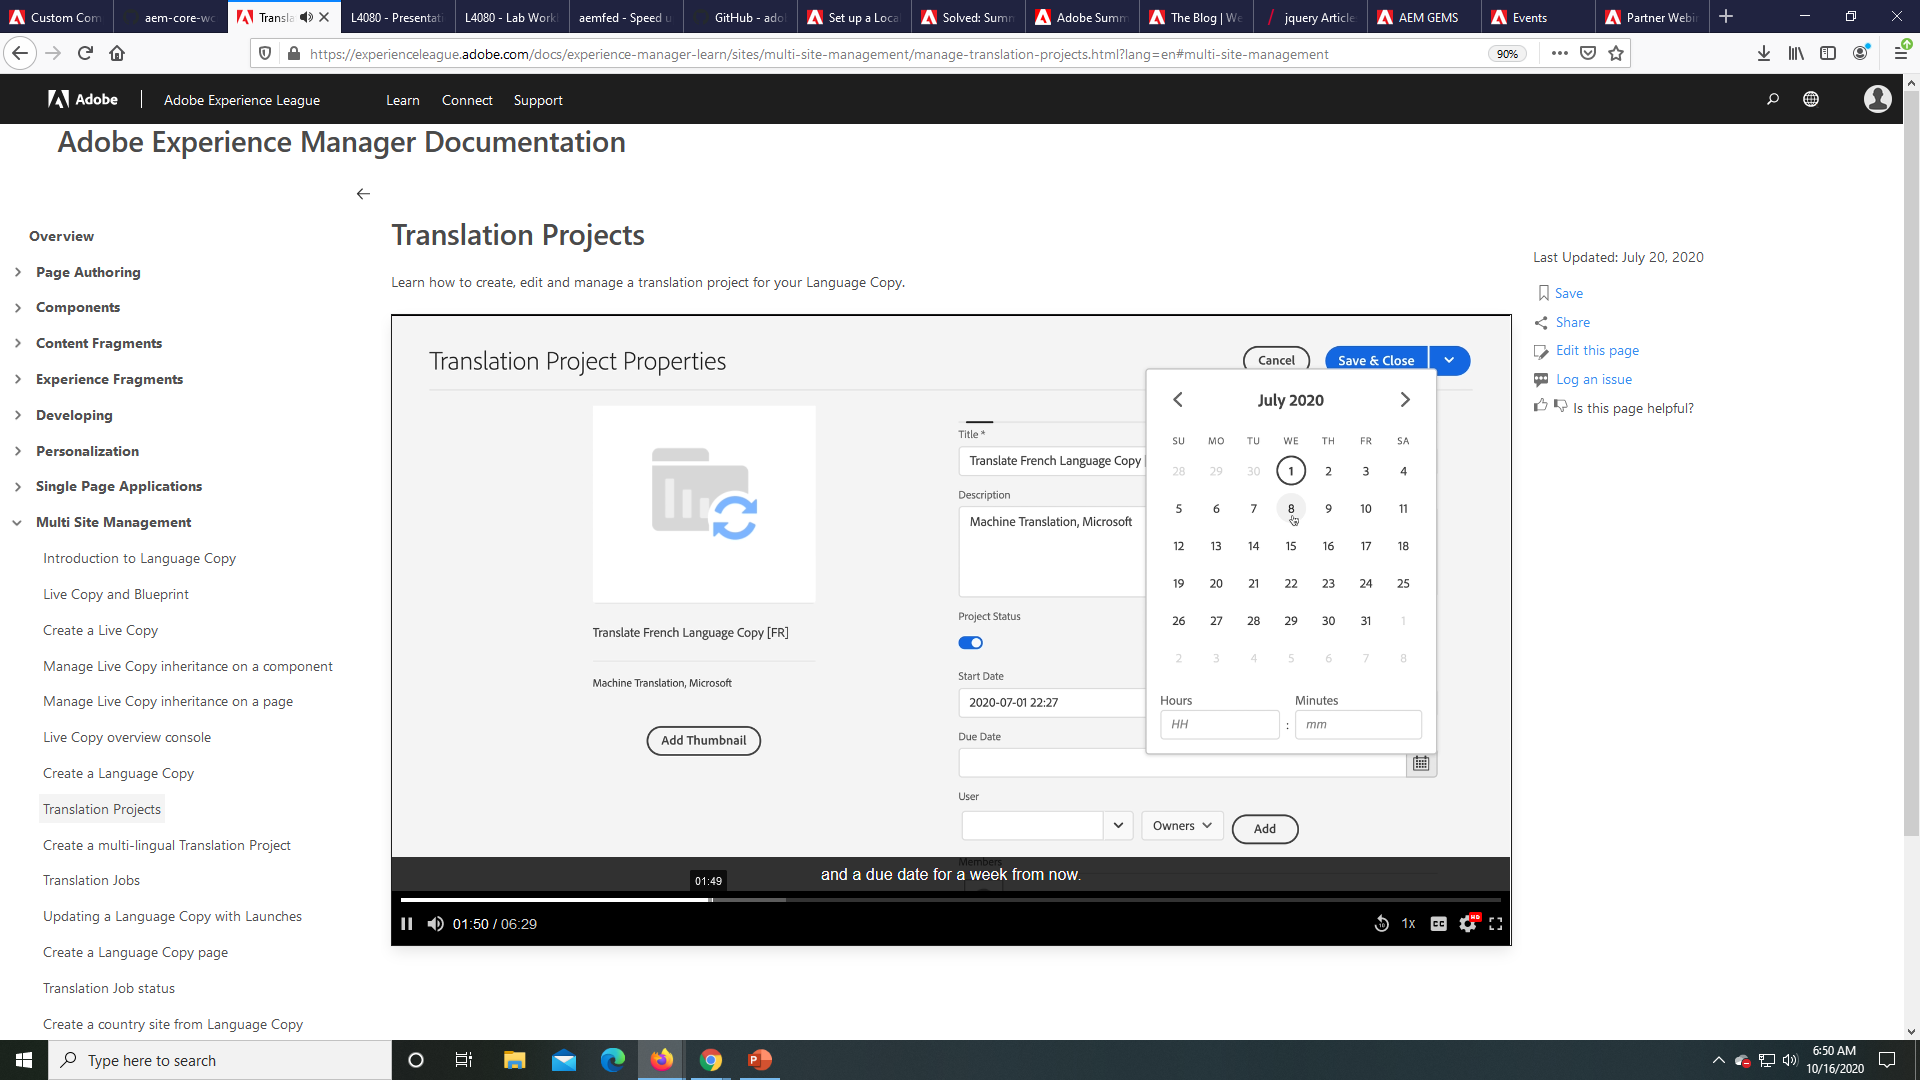 Custom Com
aem-core-wc
Transla
L4080 - Presentati
L4080 - Lab Work
aemfed - Speed u
GitHub - adol
Set up a Loca
Solved: Summ
Adobe Summ
The Blog | We
jquery Article
AEM GEMS
Events
Partner Webin
https://experienceleague.adobe.com/docs/experience-manager-learn/sites/multi-site-management/manage-translation-projects.html?lang=en#multi-site-management
90%
Adobe
Adobe Experience League
Learn
Connect
Support
Adobe Experience Manager Documentation
Overview
Page Authoring
Components
Content Fragments
Experience Fragments
Developing
Personalization
Single Page Applications
Multi Site Management
Introduction to Language Copy
Live Copy and Blueprint
Create a Live Copy
Manage Live Copy inheritance on a component
Manage Live Copy inheritance on a page
Live Copy overview console
Create a Language Copy
Translation Projects
Create a multi-lingual Translation Project
Translation Jobs
Updating a Language Copy with Launches
Create a Language Copy page
Translation Job status
Create a country site from Language Copy
Translation Projects
Learn how to create, edit and manage a translation project for your Language Copy.
Translation Project Properties
Cancel
Save & Close
Translate French Language Copy [FR]
Machine Translation, Microsoft
Add Thumbnail
Title *
Translate French Language Copy
Description
Machine Translation, Microsoft
Project Status
Start Date
2020-07-01 22:27
Due Date
User
Owners
Add
Members
July 2020
SU MO TU WE TH FR SA
28 29 30 1 2 3 4
5 6 7 8 9 10 11
12 13 14 15 16 17 18
19 20 21 22 23 24 25
26 27 28 29 30 31 1
2 3 4 5 6 7 8
Hours
Minutes
HH : mm
and a due date for a week from now.
01:49
01:50 / 06:29
10
1x
CC
HD
Last Updated: July 20, 2020
Save
Share
Edit this page
Log an issue
Is this page helpful?
Type here to search
6:50 AM
10/16/2020